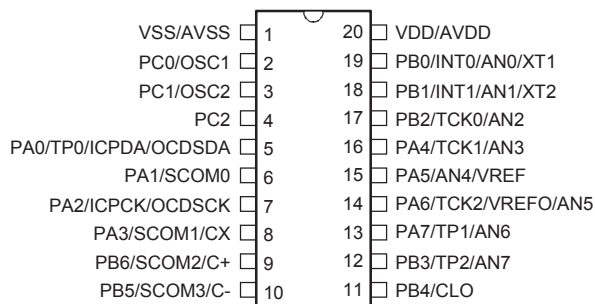 VSS/AVSS 1 20 VDD/AVDD
PC0/OSC1 2 19 PB0/INT0/AN0/XT1
PC1/OSC2 3 18 PB1/INT1/AN1/XT2
PC2 4 17 PB2/TCK0/AN2
PA0/TP0/ICPDA/OCDSDA 5 16 PA4/TCK1/AN3
PA1/SCOM0 6 15 PA5/AN4/VREF
PA2/ICPCK/OCDSCK 7 14 PA6/TCK2/VREFO/AN5
PA3/SCOM1/CX 8 13 PA7/TP1/AN6
PB6/SCOM2/C+ 9 12 PB3/TP2/AN7
PB5/SCOM3/C- 10 11 PB4/CLO